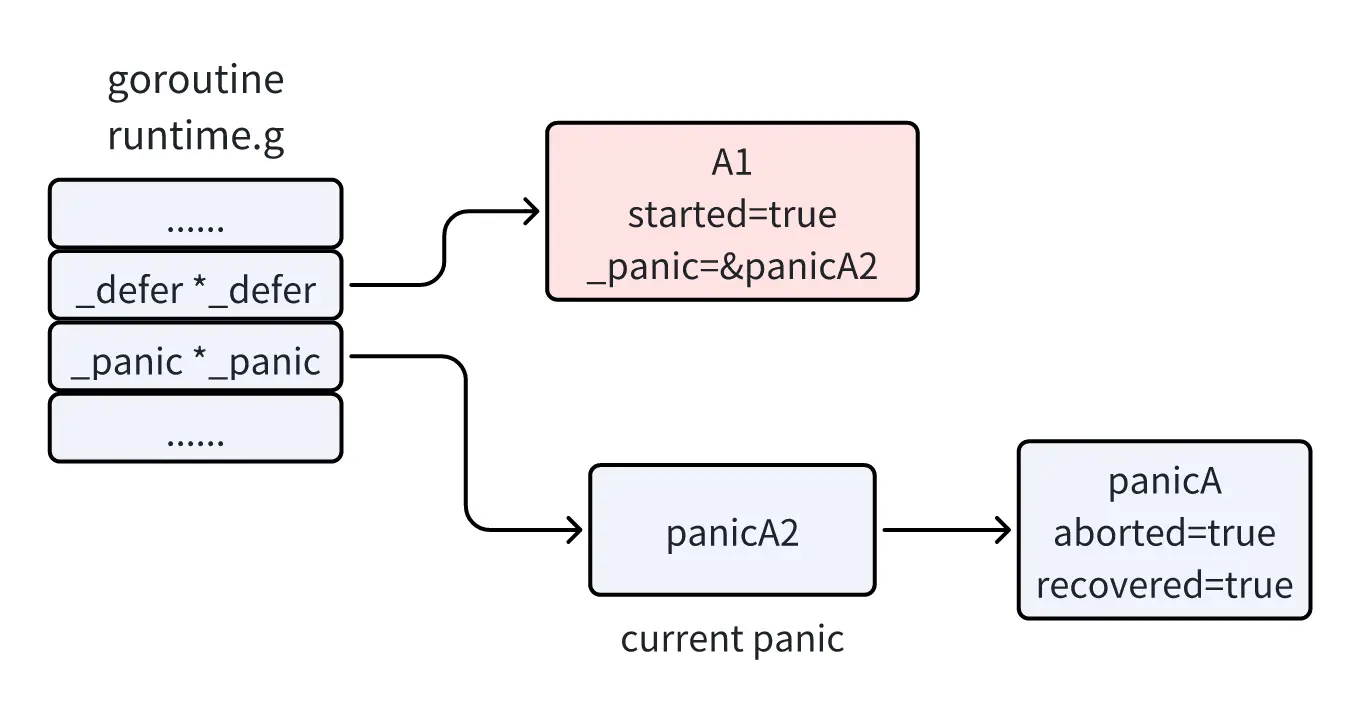 goroutine
runtime.g
......
_defer *_defer
_panic *_panic
......
A1
started=true
_panic=&panicA2
panicA2
current panic
panicA
aborted=true
recovered=true